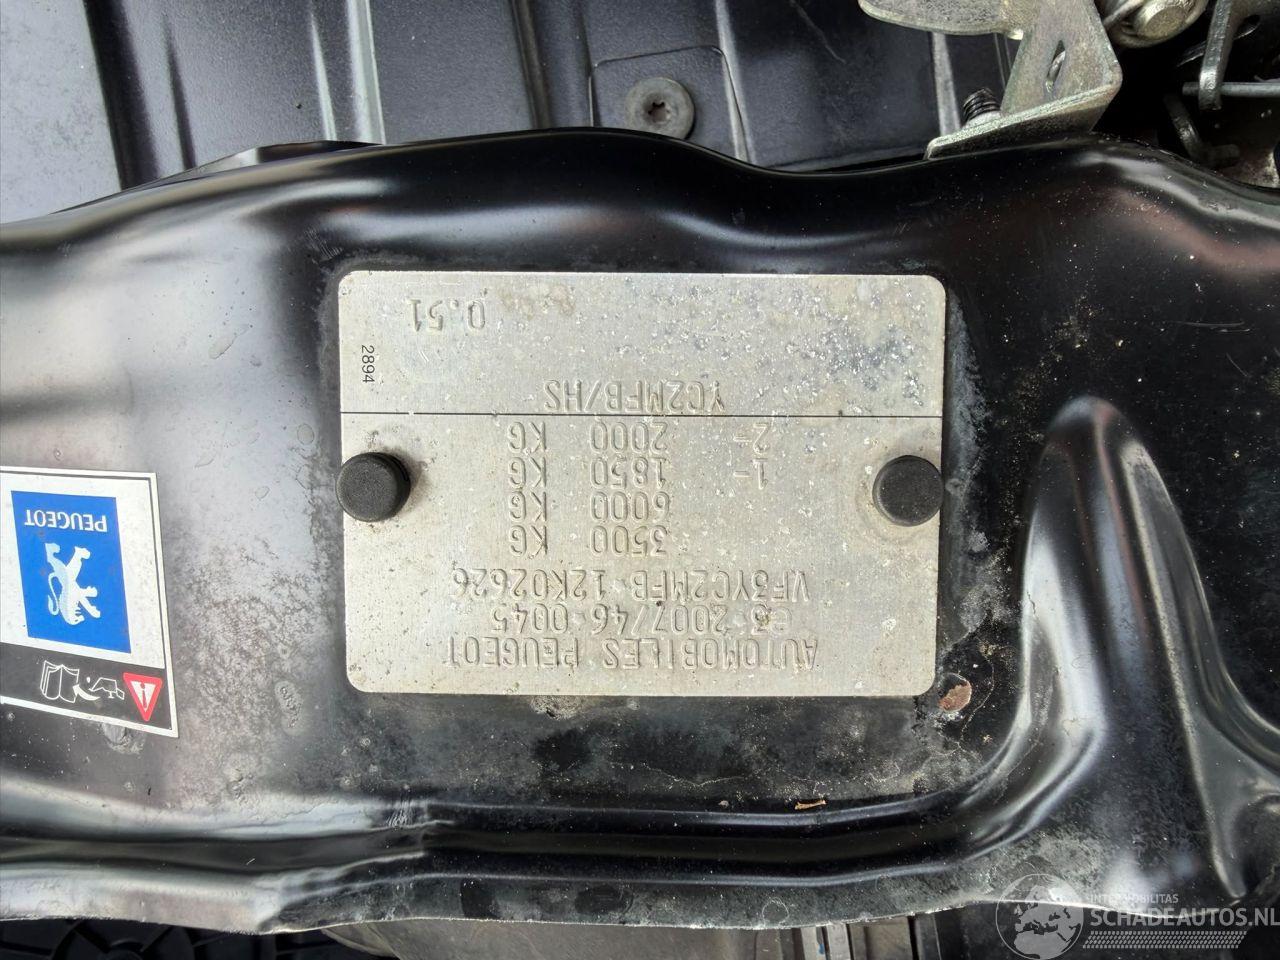 AUTOMOBILES PEUGEOT
e3 2007/46 0045
VF3YC2MFB 12K02626
3500 KG
6000 KG
1- 1850 KG
2- 2000 KG
YC2MFB/HS
0.51
2894
PEUGEOT
INTERMOBILITAS
SCHADEAUTOS.NL